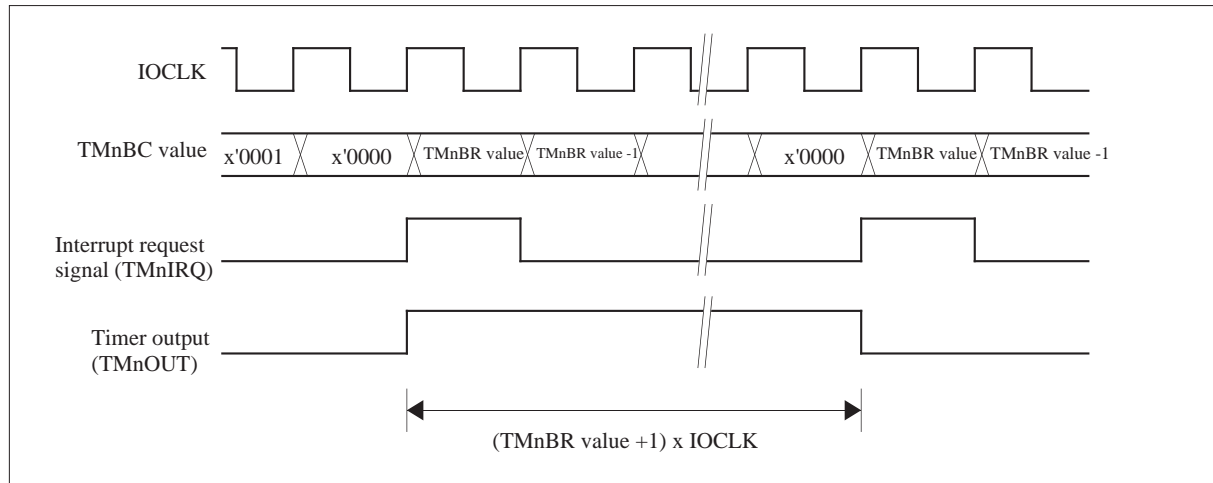 IOCLK
TMnBC value
x'0001
x'0000
TMnBR value
TMnBR value -1
x'0000
TMnBR value
TMnBR value -1
Interrupt request
signal (TMnIRQ)
Timer output
(TMnOUT)
(TMnBR value +1) x IOCLK